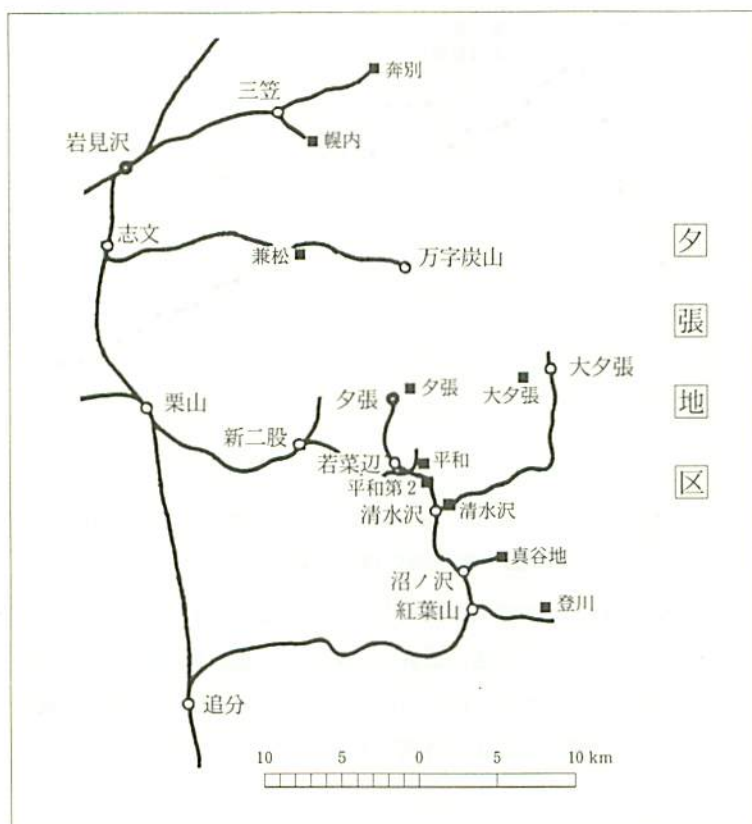 奔別
三笠
幌内
岩見沢
志文
兼松
万字炭山
夕張地区
大夕張
大夕張
夕張
夕張
栗山
新二股
若菜辺
平和
平和第2
清水沢
清水沢
真谷地
沼ノ沢
紅葉山
登川
追分
10 5 0 5 10 km